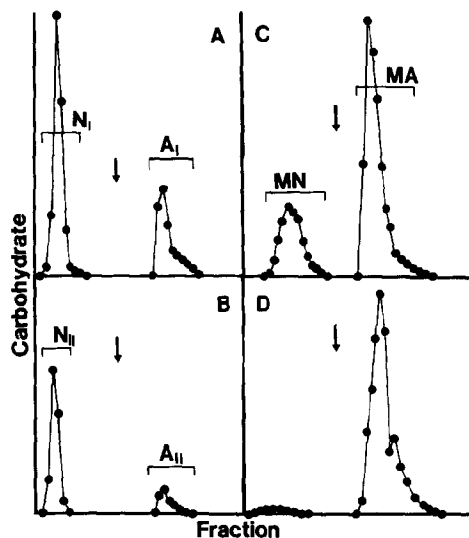 A
N_I
A_I
C
MA
MN
B
N_II
A_II
D
Carbohydrate
Fraction